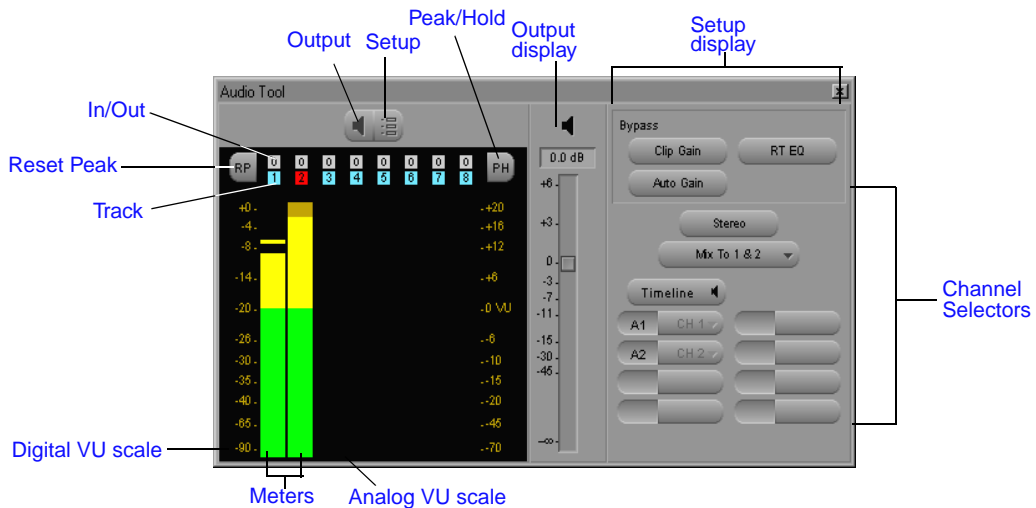 Peak/Hold
Output
Setup
Output
display
Setup
display
Audio Tool
In/Out
Reset Peak
Track
RP
0 0 0 0 0 0 0 0
1 2 3 4 5 6 7 8
PH
+0
-4
-8
-14
-20
-26
-30
-35
-40
-65
-90
+20
+16
+12
+6
0 VU
-6
-10
-15
-20
-45
-70
0.0 dB
+6
+3
0
-3
-7
-11
-15
-30
-45
-∞
Bypass
Clip Gain
RT EQ
Auto Gain
Stereo
Mix To 1 & 2
Timeline
A1 CH 1
A2 CH 2
Channel
Selectors
Digital VU scale
Meters
Analog VU scale